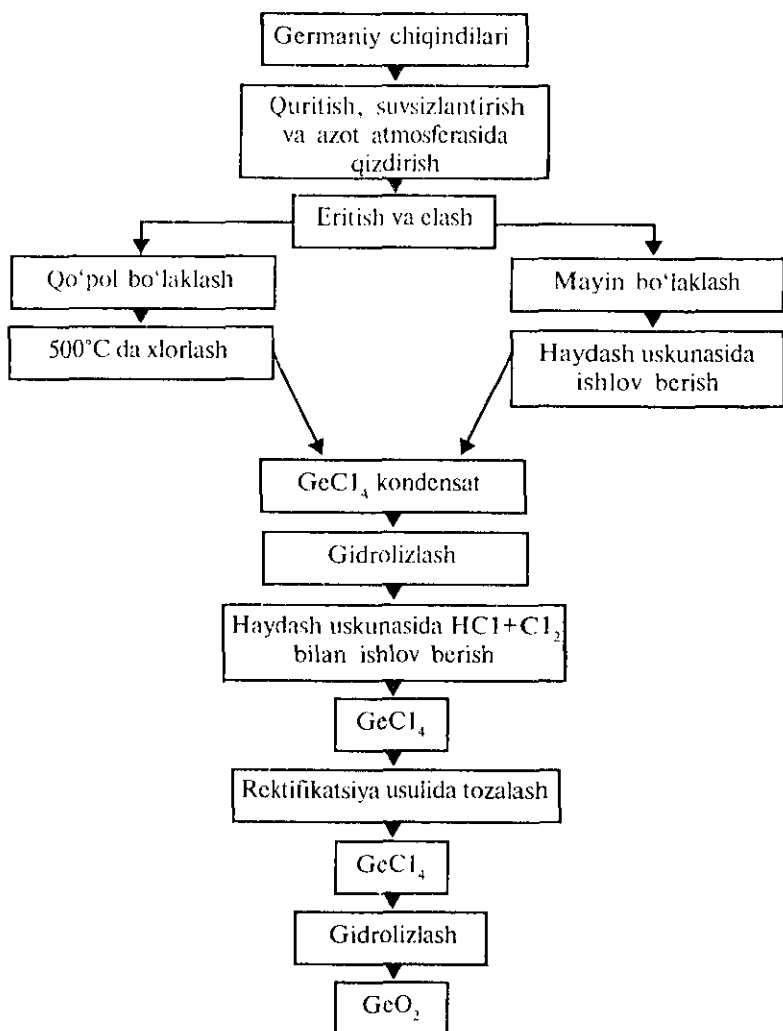 Germaniy chiqindilari
Quritish, suvsizlantirish
va azot atmosferasida
qizdirish
Eritish va elash
Qo‘pol bo‘laklash
Mayin bo‘laklash
500°C da xlorlash
Haydash uskunasida
ishlov berish
GeCl₄ kondensat
Gidrolizlash
Haydash uskunasida HCl+Cl₂
bilan ishlov berish
GeCl₄
Rektifikatsiya usulida tozalash
GeCl₄
Gidrolizlash
GeO₂